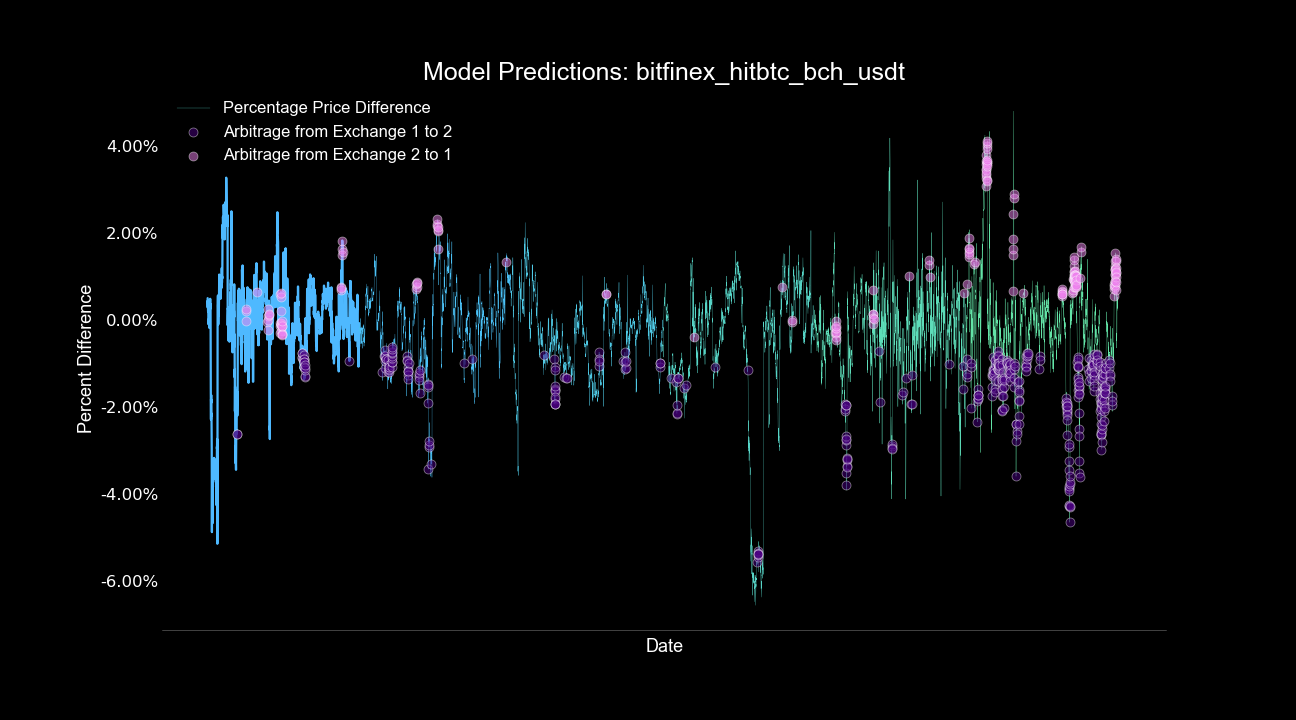 Model Predictions: bitfinex_hitbtc_bch_usdt
Percentage Price Difference
Arbitrage from Exchange 1 to 2
Arbitrage from Exchange 2 to 1
4.00%
2.00%
0.00%
-2.00%
-4.00%
-6.00%
Percent Difference
Date